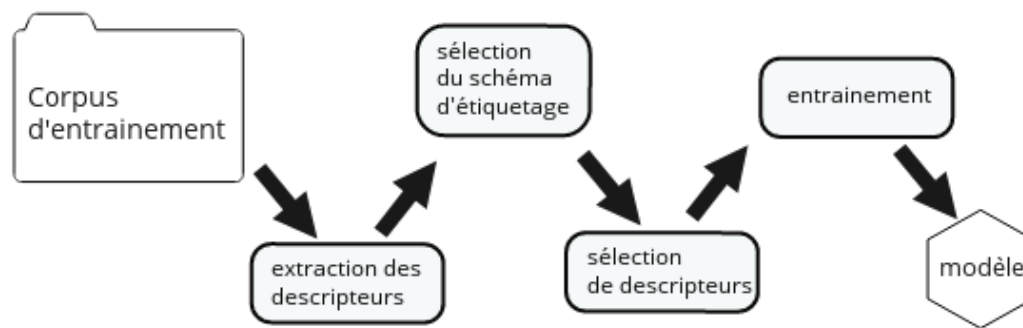 Corpus
d'entrainement
extraction des
descripteurs
sélection
du schéma
d'étiquetage
sélection
de descripteurs
entrainement
modèle